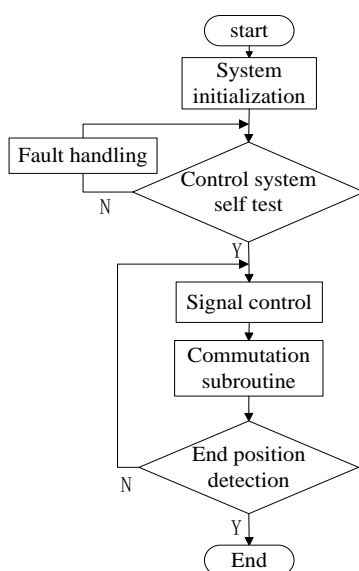 start
System
initialization
Fault handling
Control system
self test
N
Y
Signal control
Commutation
subroutine
End position
detection
N
Y
End